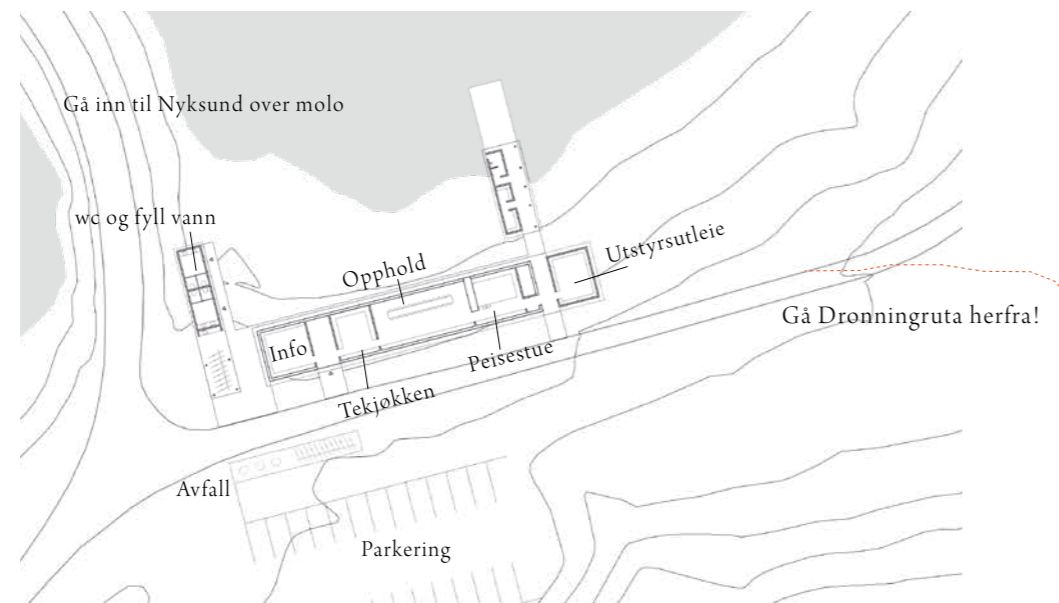 Gå inn til Nyksund over molo
wc og fyll vann
Opphold
Utstyrsutleie
Gå Drønningruta herfra!
Info
Peisestue
Tekjøkken
Avfall
Parkering